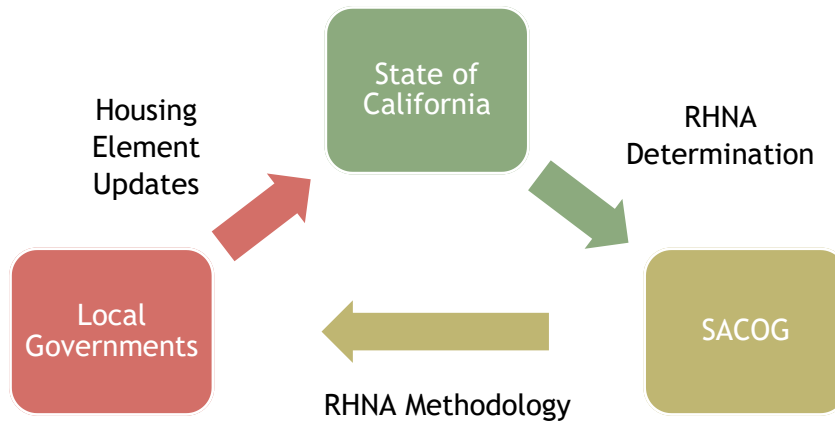 State of
California
Housing
Element
Updates
RHNA
Determination
Local
Governments
SACOG
RHNA Methodology